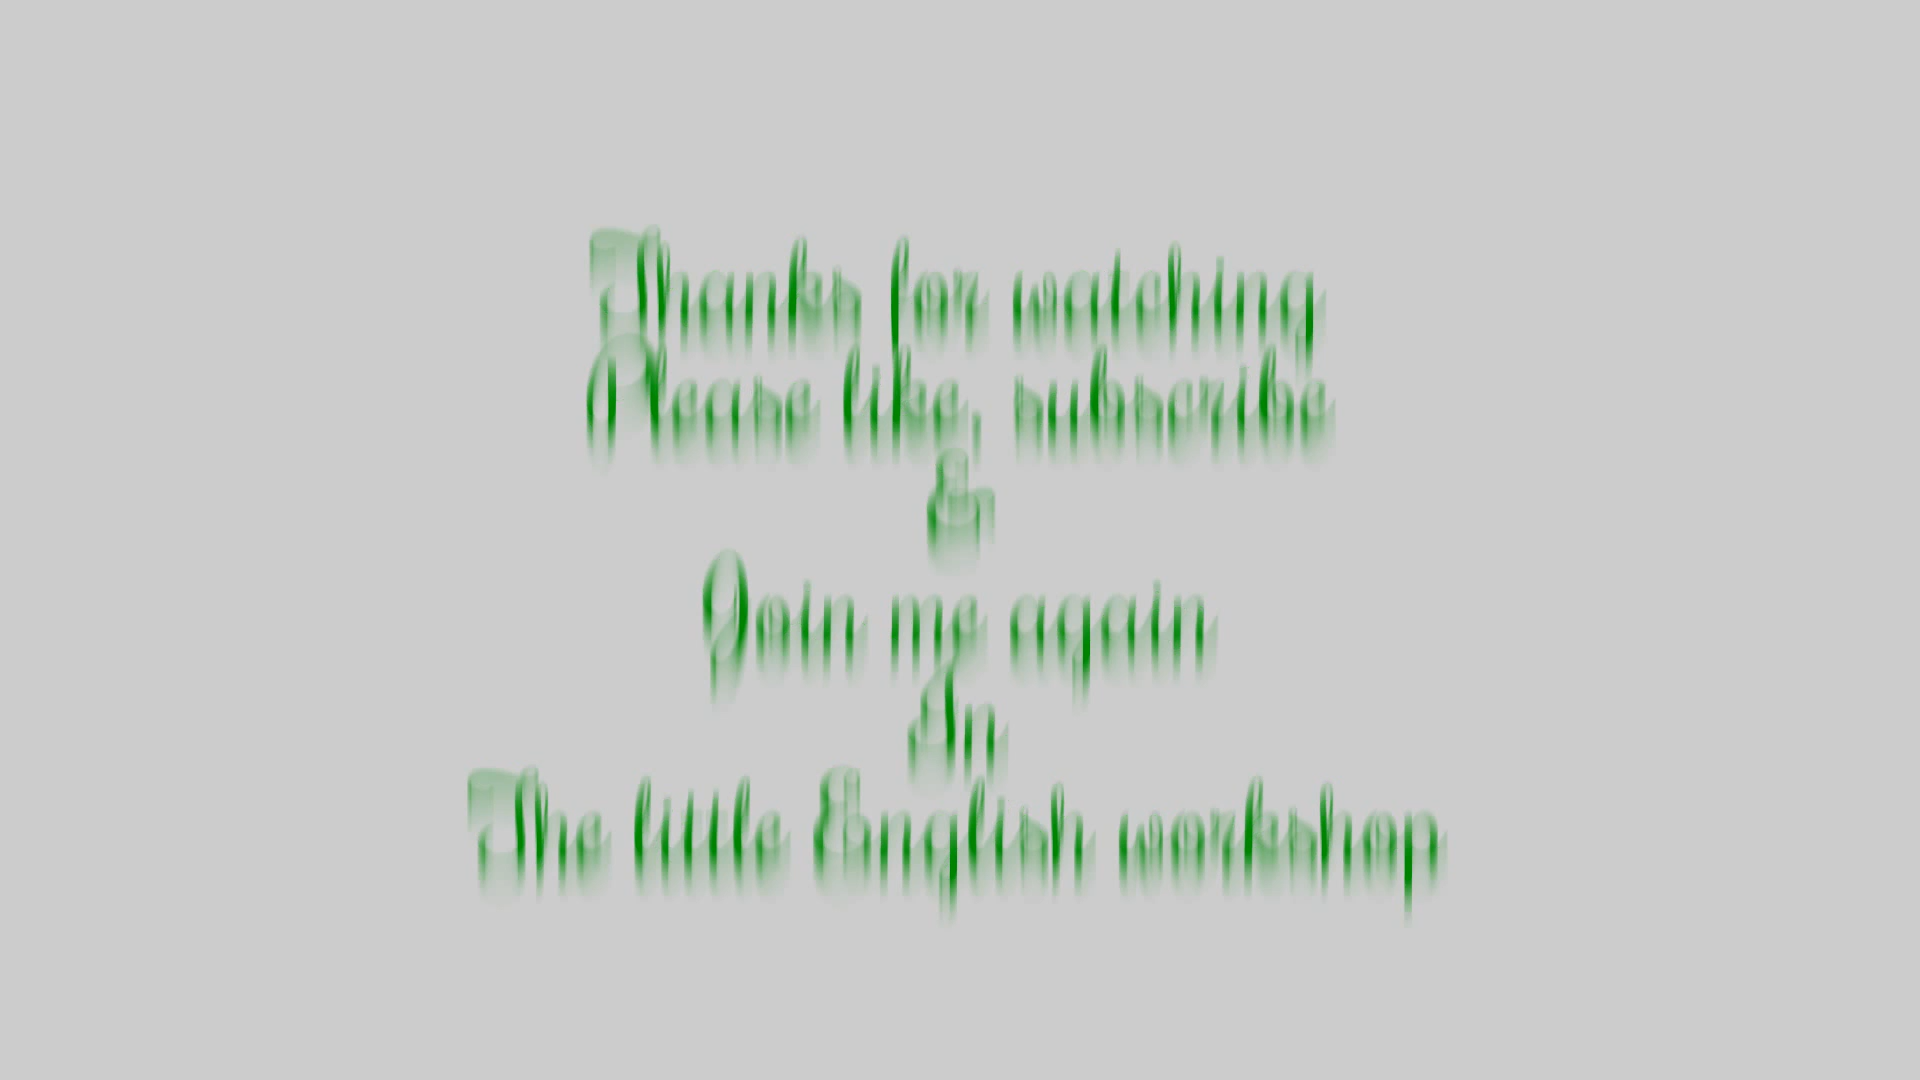 Thanks for watching
Please like, subscribe
&
Join me again
In
The little English workshop